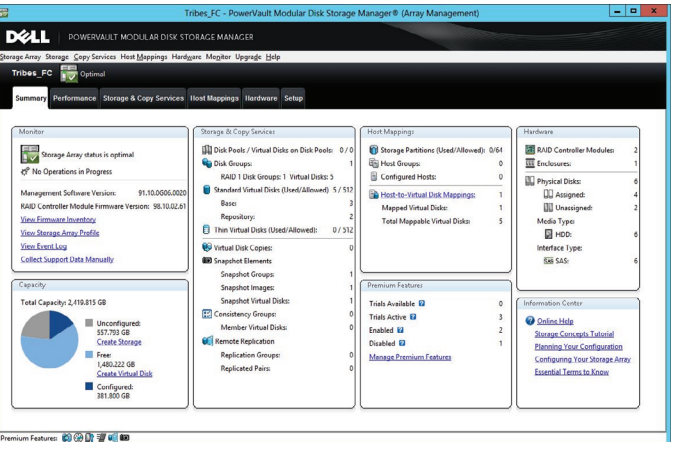 Tribes_FC - PowerVault Modular Disk Storage Manager® (Array Management)
DELL | POWERVAULT MODULAR DISK STORAGE MANAGER
Storage Array Storage Copy Services Host Mappings Hardware Monitor Upgrade Help
Tribes_FC Optimal
Summary Performance Storage & Copy Services Host Mappings Hardware Setup
Monitor
Storage Array status is optimal
No Operations in Progress
Management Software Version: 91.10.0G06.0020
RAID Controller Module Firmware Version: 98.10.02.61
View Firmware Inventory
View Storage Array Profile
View Event Log
Collect Support Data Manually
Capacity
Total Capacity: 2,419.815 GB
Unconfigured:
557.793 GB
Create Storage
Free:
1,480.222 GB
Create Virtual Disk
Configured:
381.800 GB
Storage & Copy Services
Disk Pools / Virtual Disks on Disk Pools: 0 / 0
Disk Groups: 1
RAID 1 Disk Groups: 1 Virtual Disks: 5
Standard Virtual Disks (Used/Allowed) 5 / 512
Base: 3
Repository: 2
Thin Virtual Disks (Used/Allowed): 0 / 512
Virtual Disk Copies: 0
Snapshot Elements
Snapshot Groups: 1
Snapshot Images: 1
Snapshot Virtual Disks: 1
Consistency Groups: 0
Member Virtual Disks: 0
Remote Replication
Replication Groups: 0
Replicated Pairs: 0
Host Mappings
Storage Partitions (Used/Allowed): 0/64
Host Groups: 0
Configured Hosts: 0
Host-to-Virtual Disk Mappings: 1
Mapped Virtual Disks: 1
Total Mappable Virtual Disks: 5
Premium Features
Trials Available 0
Trials Active 3
Enabled 2
Disabled 1
Manage Premium Features
Hardware
RAID Controller Modules: 2
Enclosures: 1
Physical Disks: 6
Assigned: 4
Unassigned: 2
Media Type:
HDD: 6
Interface Type:
SAS SAS: 6
Information Center
Online Help
Storage Concepts Tutorial
Planning Your Configuration
Configuring Your Storage Array
Essential Terms to Know
Premium Features: